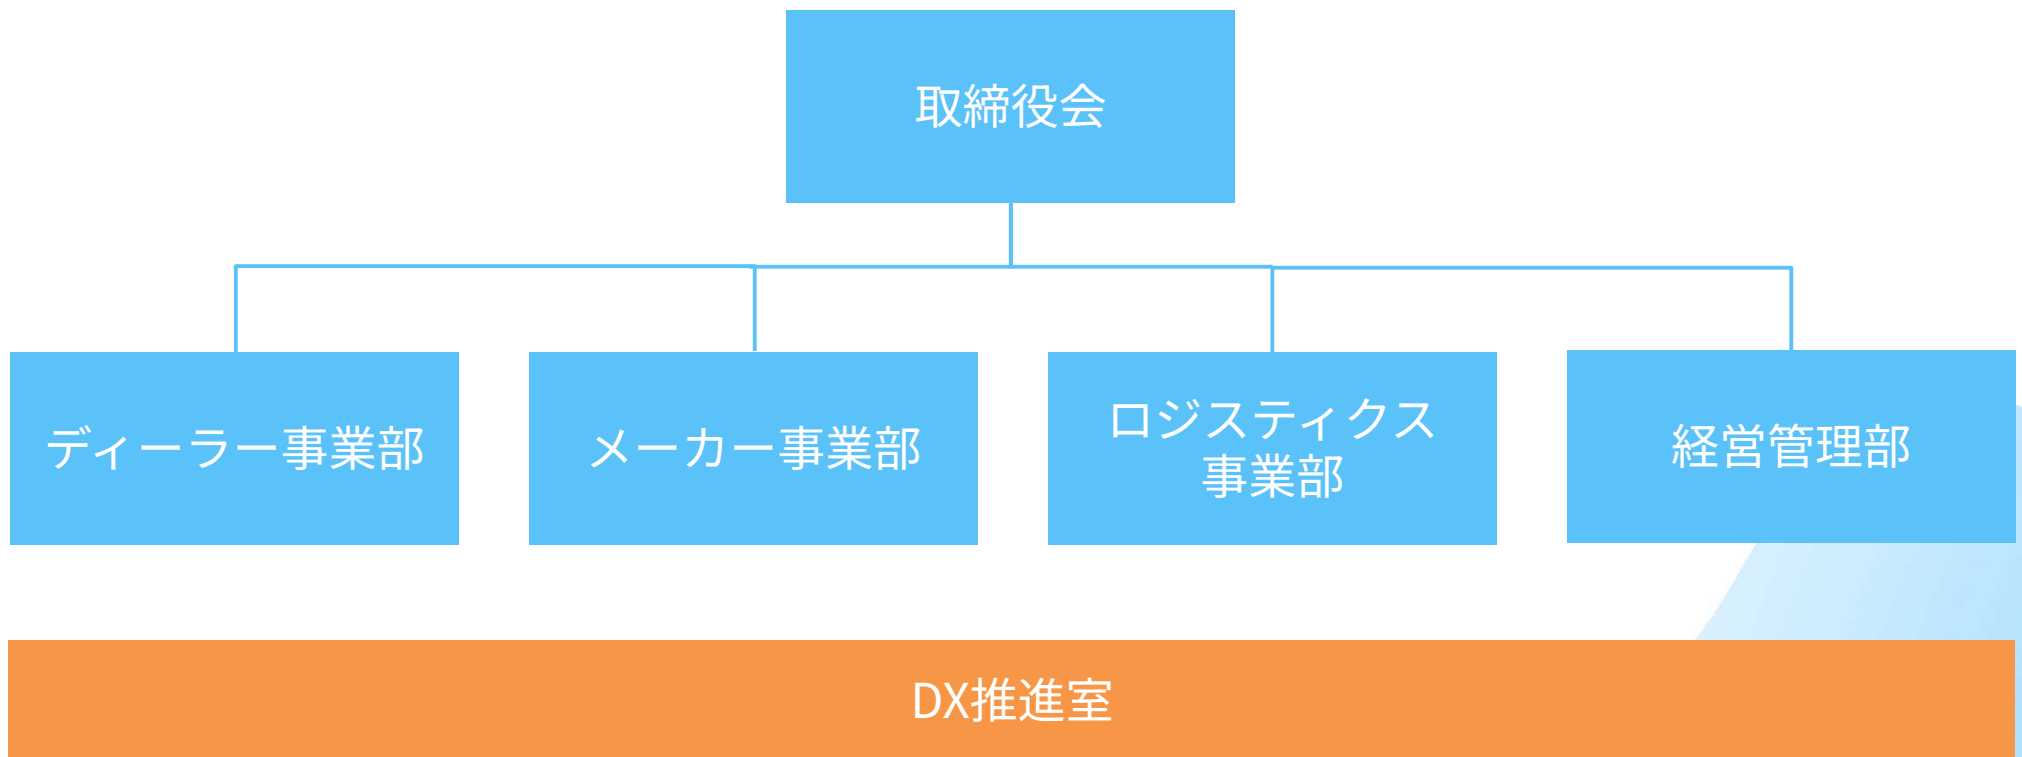 取締役会
ディーラー事業部
メーカー事業部
ロジスティクス
事業部
経営管理部
DX推進室